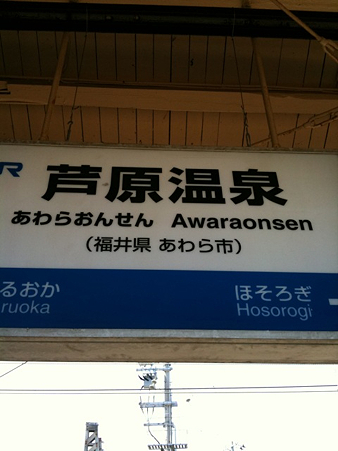 JR 芦原温泉
あわらおんせん Awaraonsen
（福井県 あわら市）
るおか ほそろぎ
ruoka Hosorogi